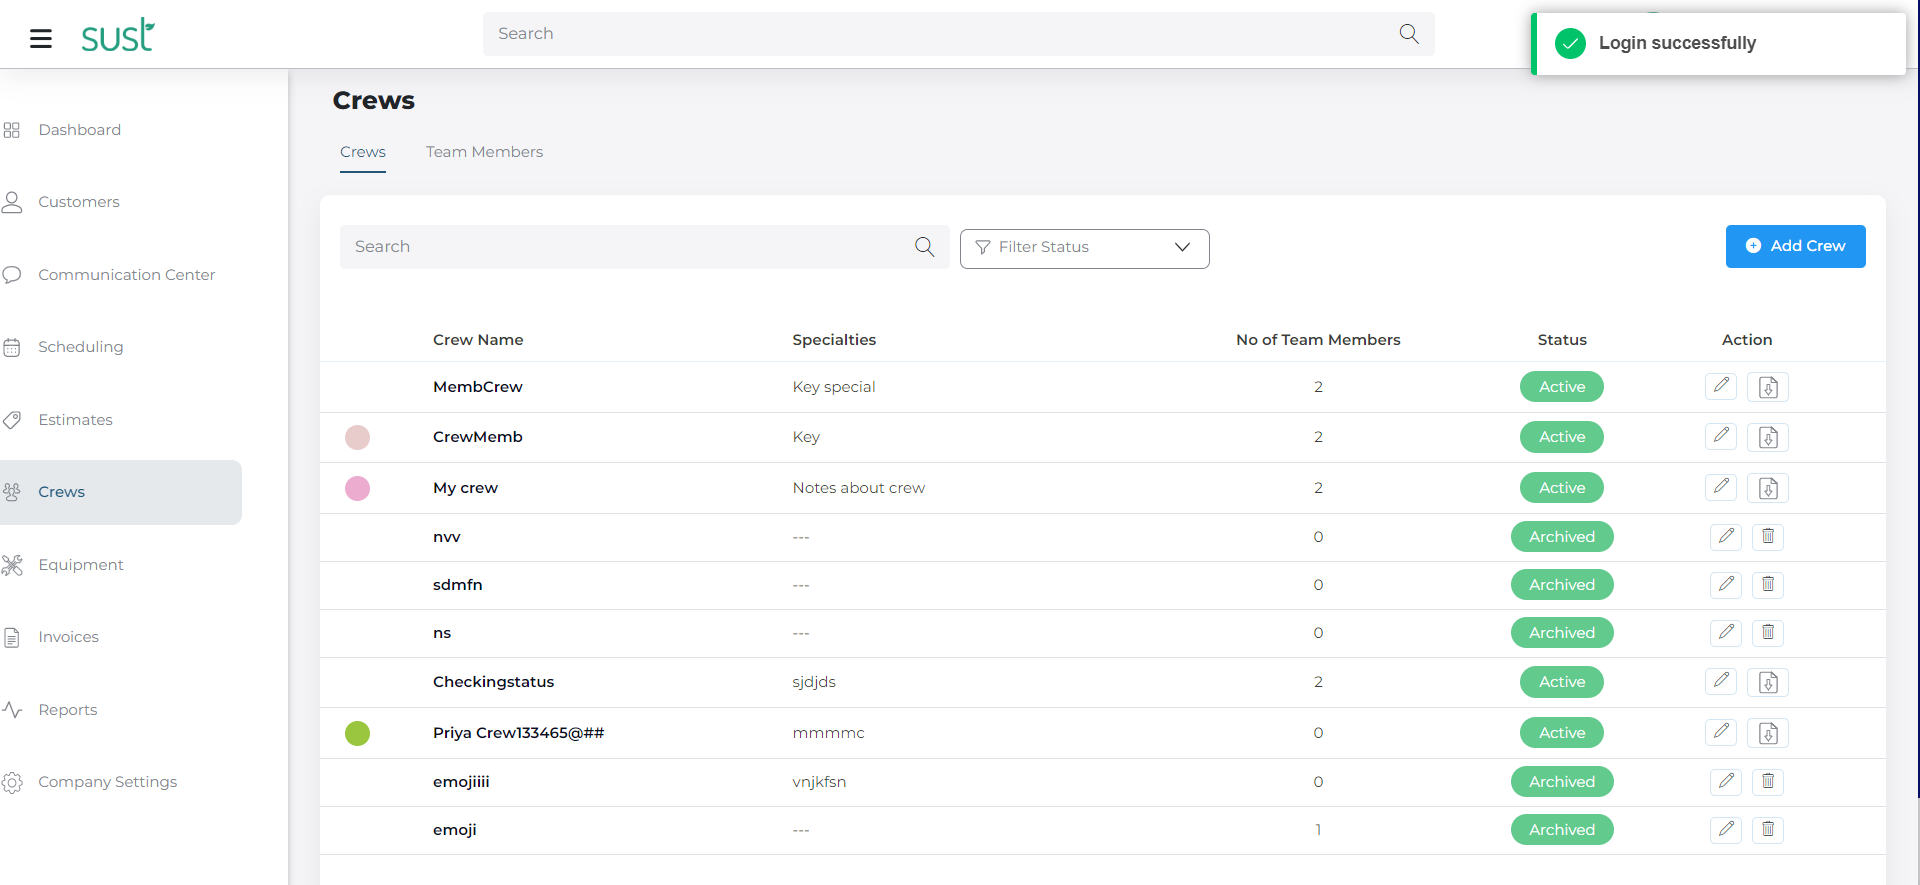 sust
Search
Login successfully
Dashboard
Customers
Communication Center
Scheduling
Estimates
Crews
Equipment
Invoices
Reports
Company Settings
Crews
Crews Team Members
Search Filter Status Add Crew
Crew Name Specialties No of Team Members Status Action
MembCrew Key special 2 Active
CrewMemb Key 2 Active
My crew Notes about crew 2 Active
nvv --- 0 Archived
sdmfn --- 0 Archived
ns --- 0 Archived
Checkingstatus sjdjds 2 Active
Priya Crew133465@## mmmmc 0 Active
emojiiii vnjkfsn 0 Archived
emoji --- 1 Archived